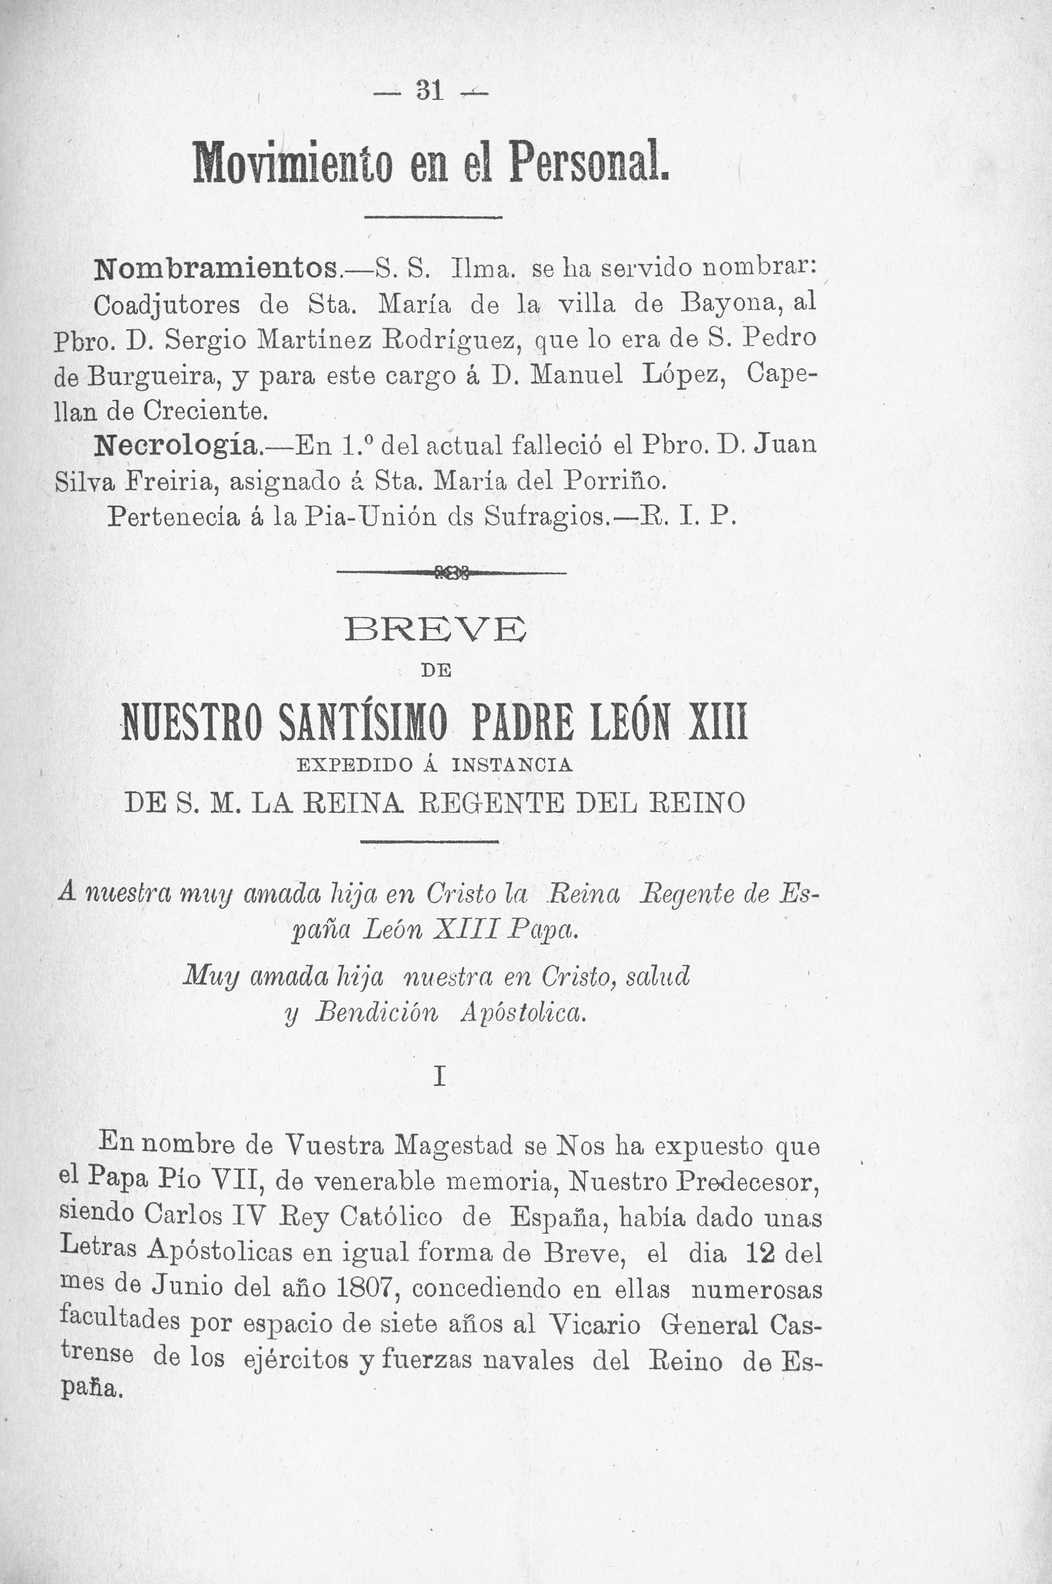 — 31 —
Movimiento en el Personal.
Nombramientos.—S. S. Ilma. se ha servido nombrar:
Coadjutores de Sta. María de la villa de Bayona, al
Pbro. D. Sergio Martínez Rodríguez, que lo era de S. Pedro
de Burgueira, y para este cargo á D. Manuel López, Cape-
llan de Creciente.
Necrología.—En 1.º del actual falleció el Pbro. D. Juan
Silva Freiria, asignado á Sta. María del Porriño.
Pertenecía á la Pia-Unión ds Sufragios.—R. I. P.
BREVE
DE
NUESTRO SANTÍSIMO PADRE LEÓN XIII
EXPEDIDO Á INSTANCIA
DE S. M. LA REINA REGENTE DEL REINO
A nuestra muy amada hija en Cristo la Reina Regente de Es-
paña León XIII Papa.
Muy amada hija nuestra en Cristo, salud
y Bendición Apóstolica.
I
En nombre de Vuestra Magestad se Nos ha expuesto que
el Papa Pío VII, de venerable memoria, Nuestro Predecesor,
siendo Carlos IV Rey Católico de España, había dado unas
Letras Apóstolicas en igual forma de Breve, el dia 12 del
mes de Junio del año 1807, concediendo en ellas numerosas
facultades por espacio de siete años al Vicario General Cas-
trense de los ejércitos y fuerzas navales del Reino de Es-
paña.